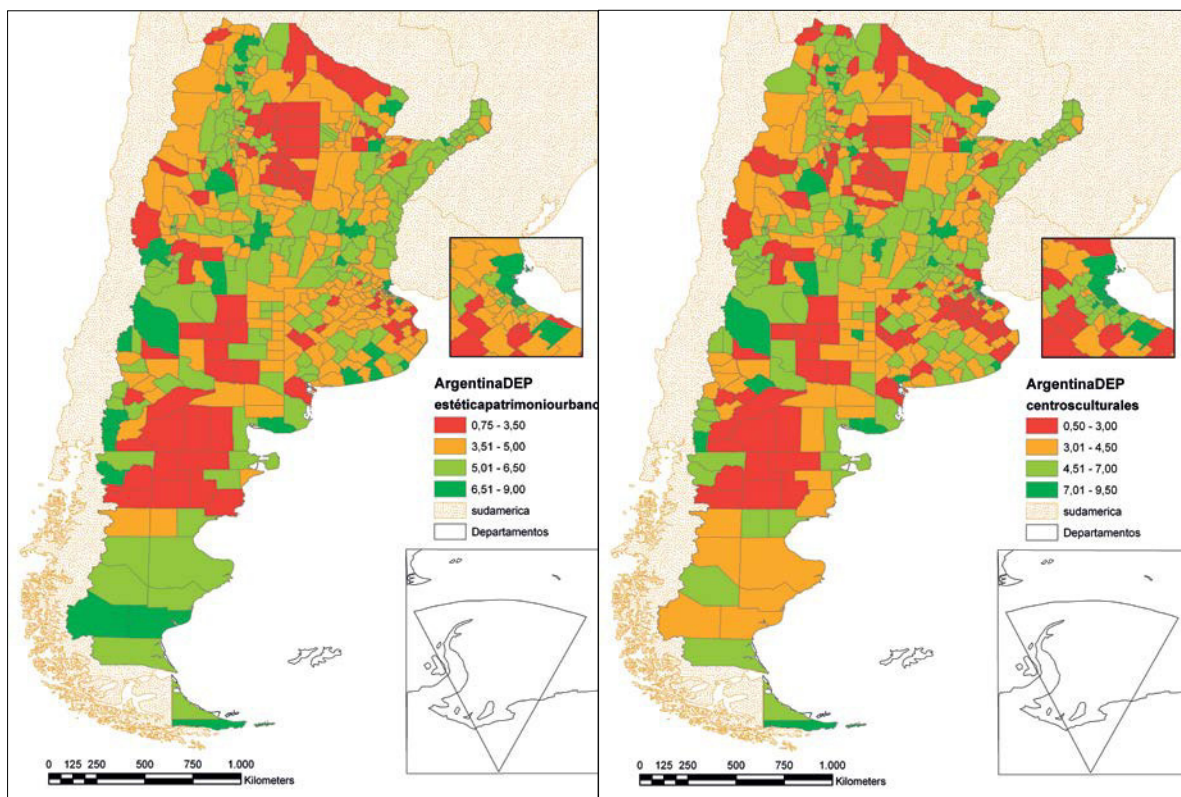 ArgentinaDEP
estéticapatrimoniourbano
0,75 - 3,50
3,51 - 5,00
5,01 - 6,50
6,51 - 9,00
sudamerica
Departamentos
0 125 250 500 750 1.000
Kilometers
ArgentinaDEP
centrosculturales
0,50 - 3,00
3,01 - 4,50
4,51 - 7,00
7,01 - 9,50
sudamerica
Departamentos
0 125 250 500 750 1.000
Kilometers